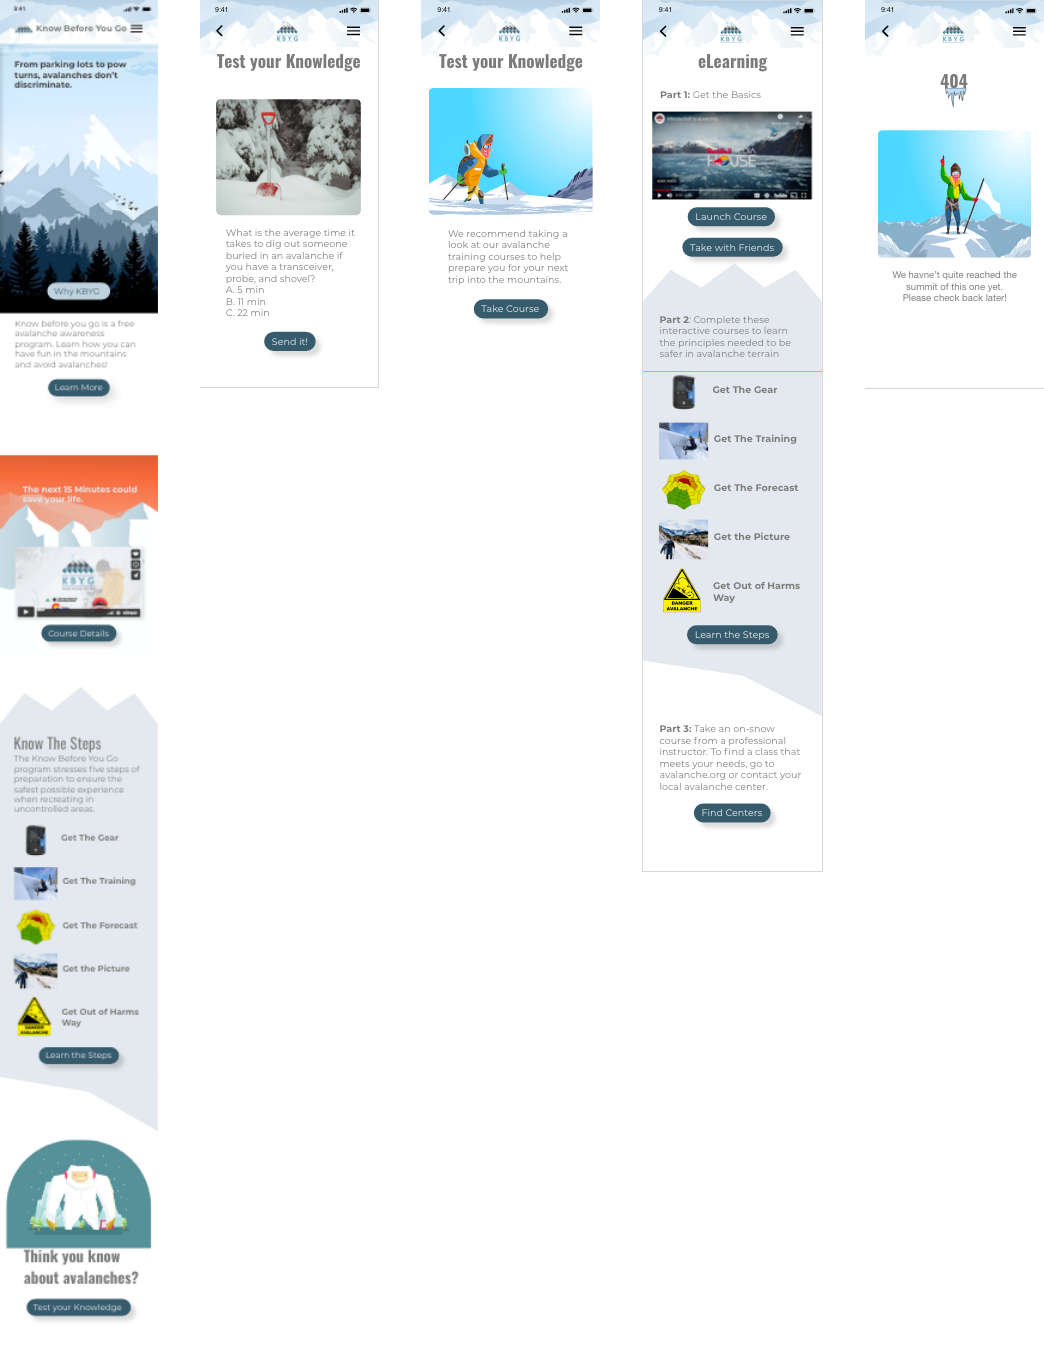 9:41
Know Before You Go
From parking lots to pow
turns, avalanches don't
discriminate.
Why KBYG
Know before you go is a free
avalanche awareness
program. Learn how you can
have fun in the mountains
and avoid avalanches!
Learn More
The next 15 Minutes could
save your life.
KBYG
vimeo
Course Details
Know The Steps
The Know Before You Go
program stresses five steps of
preparation to ensure the
safest possible experience
when recreating in
uncontrolled areas.
Get The Gear
Get The Training
Get The Forecast
Get the Picture
DANGER
AVALANCHE
Get Out of Harms
Way
Learn the Steps
Think you know
about avalanches?
Test your Knowledge
9:41
KBYG
Test your Knowledge
What is the average time it
takes to dig out someone
buried in an avalanche if
you have a transceiver,
probe, and shovel?
A. 5 min
B. 11 min
C. 22 min
Send it!
9:41
KBYG
Test your Knowledge
We recommend taking a
look at our avalanche
training courses to help
prepare you for your next
trip into the mountains.
Take Course
9:41
KBYG
eLearning
Part 1: Get the Basics
Introduction to eLearning
Red Bull
HOUSE
Launch Course
Take with Friends
Part 2: Complete these
interactive courses to learn
the principles needed to be
safer in avalanche terrain
Get The Gear
Get The Training
Get The Forecast
Get the Picture
DANGER
AVALANCHE
Get Out of Harms
Way
Learn the Steps
Part 3: Take an on-snow
course from a professional
instructor. To find a class that
meets your needs, go to
avalanche.org or contact your
local avalanche center.
Find Centers
9:41
KBYG
404
We havne't quite reached the
summit of this one yet.
Please check back later!